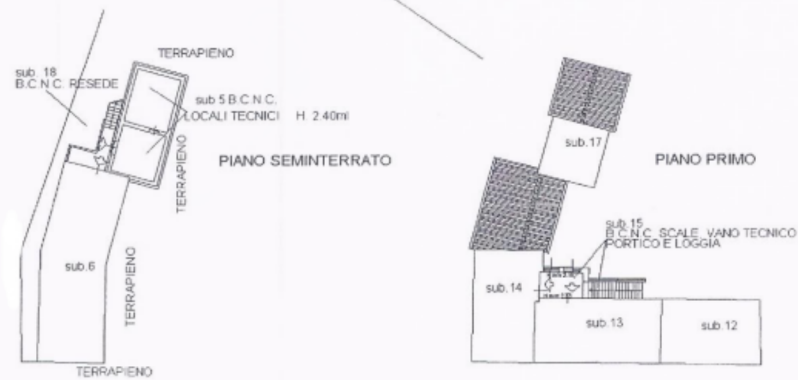 TERRAPIENO
sub. 18
B.C.N.C. RESEDE
sub 5 B.C.N.C.
LOCALI TECNICI H. 2.40ml
TERRAPIENO
PIANO SEMINTERRATO
sub.6
TERRAPIENO
TERRAPIENO
sub.17
PIANO PRIMO
sub.15
B.C.N.C. SCALE VANO TECNICO
PORTICO E LOGGIA
sub.14
sub.13
sub.12